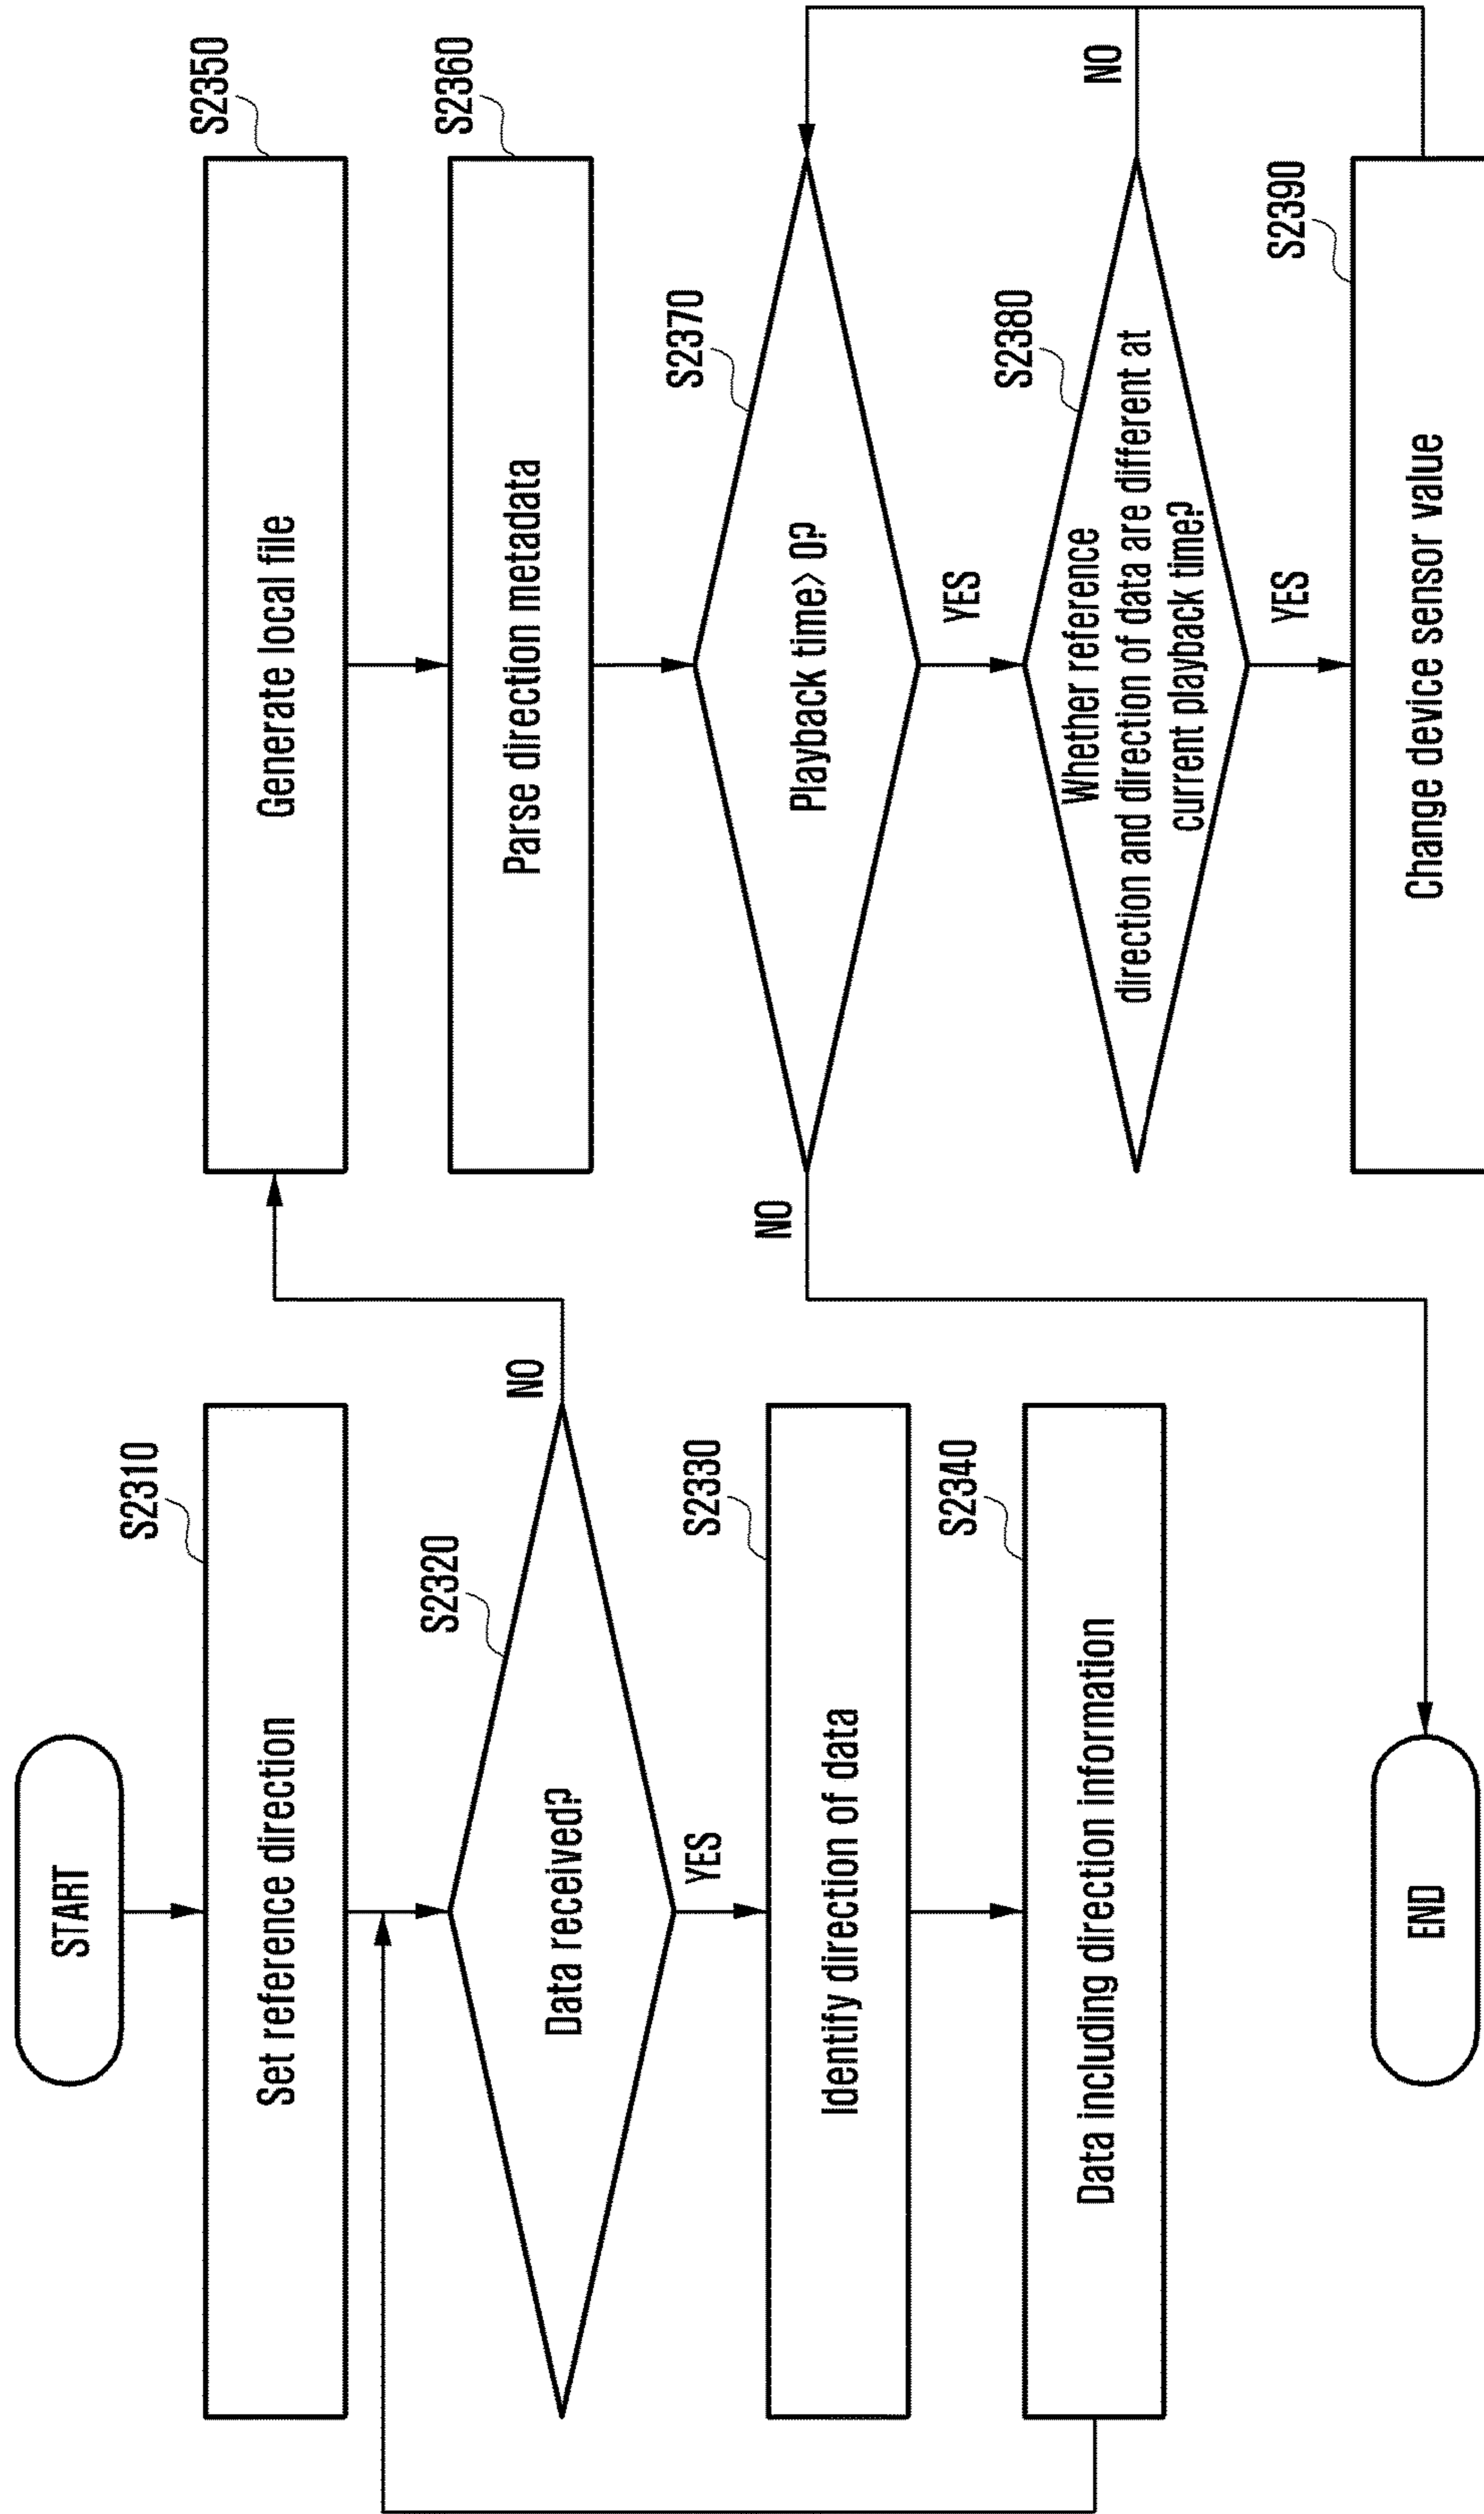 START
S2310
Set reference direction
S2320
Data received?
NO
YES
S2330
Identify direction of data
S2340
Data including direction information
S2350
Generate local file
S2360
Parse direction metadata
S2370
Playback time> 0?
NO
YES
S2380
Whether reference
direction and direction of data are different at
current playback time?
NO
YES
S2390
Change device sensor value
END